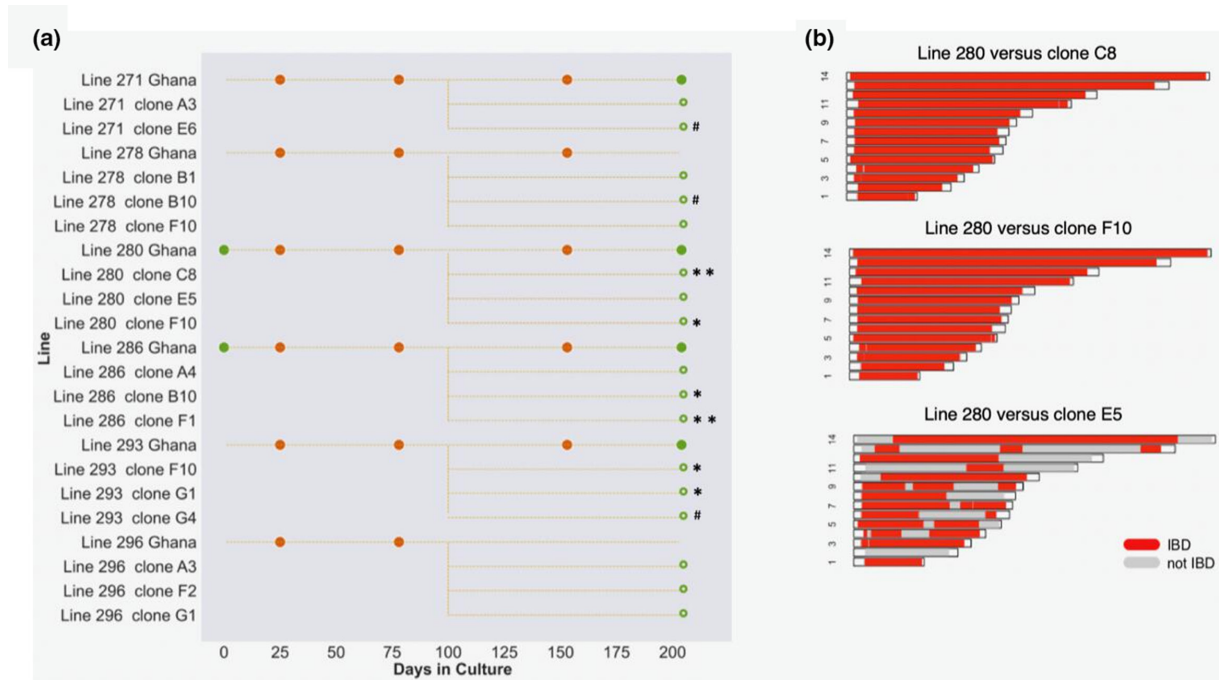 (a)
Line 271 Ghana
Line 271 clone A3
Line 271 clone E6 #
Line 278 Ghana
Line 278 clone B1
Line 278 clone B10 #
Line 278 clone F10
Line 280 Ghana
Line 280 clone C8 * *
Line 280 clone E5
Line 280 clone F10 *
Line 286 Ghana
Line 286 clone A4
Line 286 clone B10 *
Line 286 clone F1 * *
Line 293 Ghana
Line 293 clone F10 *
Line 293 clone G1 *
Line 293 clone G4 #
Line 296 Ghana
Line 296 clone A3
Line 296 clone F2
Line 296 clone G1
Line
0 25 50 75 100 125 150 175 200
Days in Culture
(b)
Line 280 versus clone C8
14
11
9
7
5
3
1
Line 280 versus clone F10
14
11
9
7
5
3
1
Line 280 versus clone E5
14
11
9
7
5
3
1
IBD
not IBD